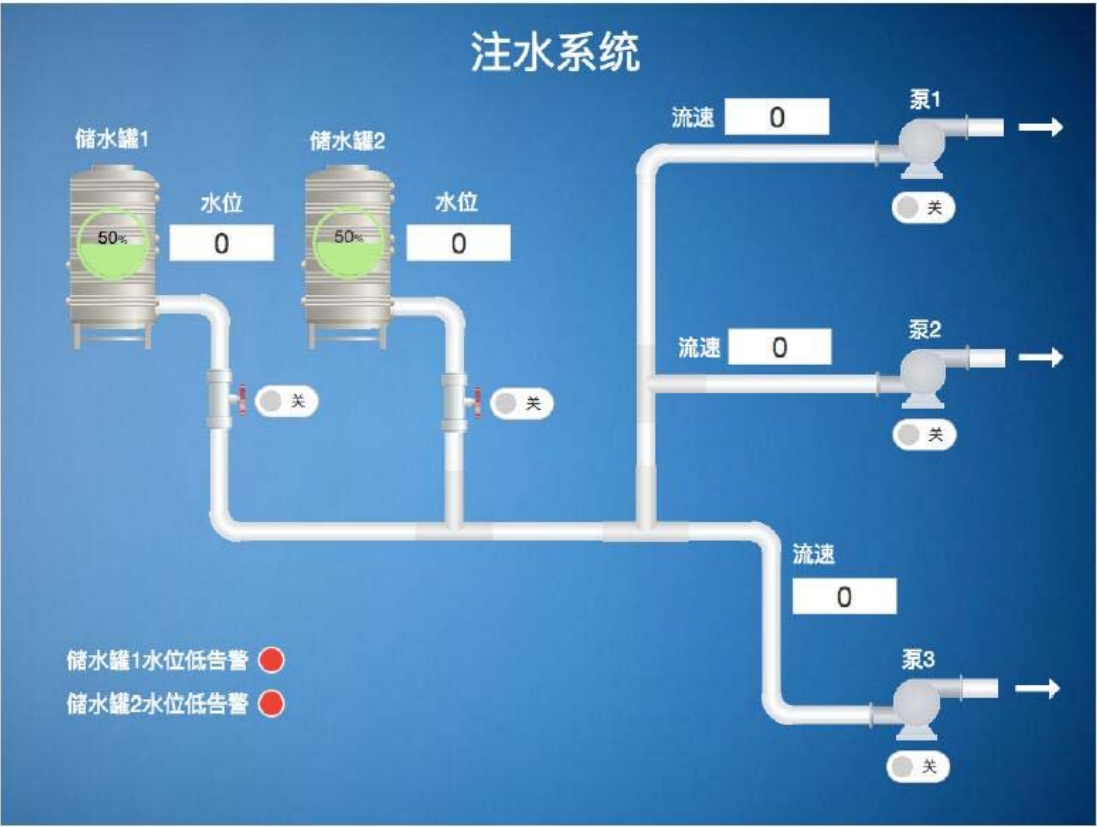 注水系统
泵1
流速 0
储水罐1
储水罐2
水位
水位
关
50%
0
50%
0
泵2
流速 0
关
关
关
流速
0
储水罐1水位低告警
泵3
储水罐2水位低告警
关